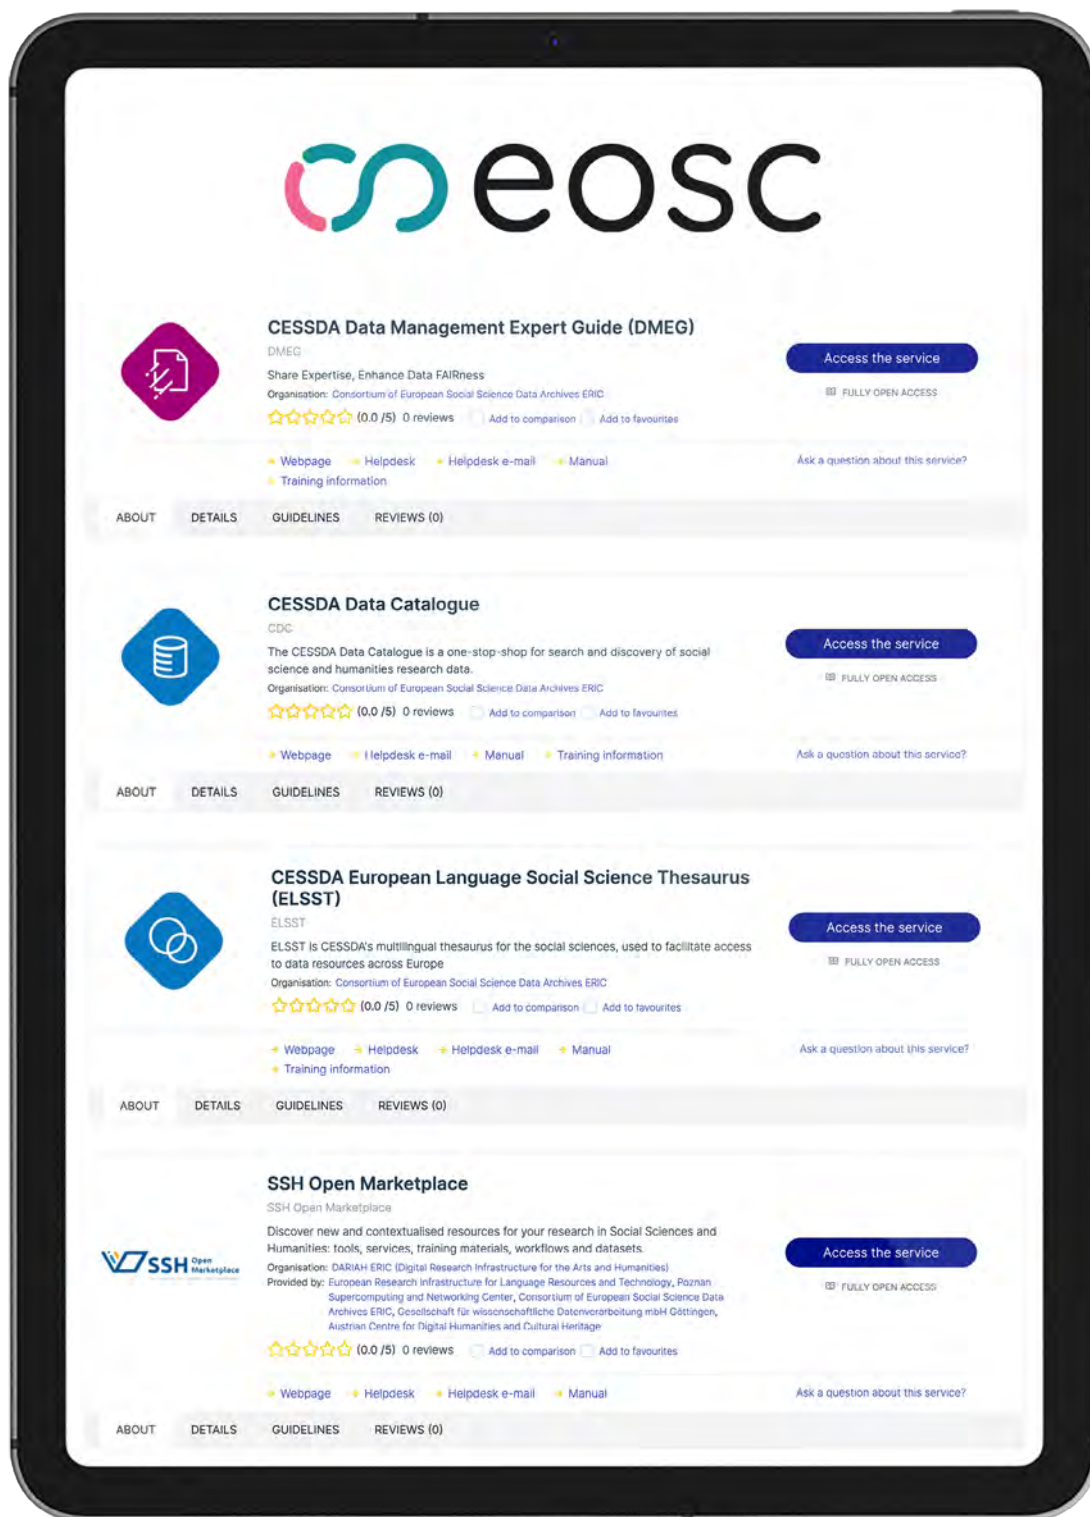 eosc
CESSDA Data Management Expert Guide (DMEG)
DMEG
Share Expertise, Enhance Data FAIRness
Organisation: Consortium of European Social Science Data Archives ERIC
(0.0 /5) 0 reviews Add to comparison Add to favourites
Access the service
FULLY OPEN ACCESS
Webpage Helpdesk Helpdesk e-mail Manual
Training information
Ask a question about this service?
ABOUT DETAILS GUIDELINES REVIEWS (0)
CESSDA Data Catalogue
CDC
The CESSDA Data Catalogue is a one-stop-shop for search and discovery of social
science and humanities research data.
Organisation: Consortium of European Social Science Data Archives ERIC
(0.0 /5) 0 reviews Add to comparison Add to favourites
Access the service
FULLY OPEN ACCESS
Webpage Helpdesk e-mail Manual Training information
Ask a question about this service?
ABOUT DETAILS GUIDELINES REVIEWS (0)
CESSDA European Language Social Science Thesaurus
(ELSST)
ELSST
ELSST is CESSDA's multilingual thesaurus for the social sciences, used to facilitate access
to data resources across Europe
Organisation: Consortium of European Social Science Data Archives ERIC
(0.0 /5) 0 reviews Add to comparison Add to favourites
Access the service
FULLY OPEN ACCESS
Webpage Helpdesk Helpdesk e-mail Manual
Training information
Ask a question about this service?
ABOUT DETAILS GUIDELINES REVIEWS (0)
SSH Open
Marketplace
SSH Open Marketplace
SSH Open Marketplace
Discover new and contextualised resources for your research in Social Sciences and
Humanities: tools, services, training materials, workflows and datasets.
Organisation: DARIAH ERIC (Digital Research Infrastructure for the Arts and Humanities)
Provided by: European Research Infrastructure for Language Resources and Technology, Poznan
Supercomputing and Networking Center, Consortium of European Social Science Data
Archives ERIC, Gesellschaft für wissenschaftliche Datenverarbeitung mbH Göttingen,
Austrian Centre for Digital Humanities and Cultural Heritage
(0.0 /5) 0 reviews Add to comparison Add to favourites
Access the service
FULLY OPEN ACCESS
Webpage Helpdesk Helpdesk e-mail Manual
Ask a question about this service?
ABOUT DETAILS GUIDELINES REVIEWS (0)